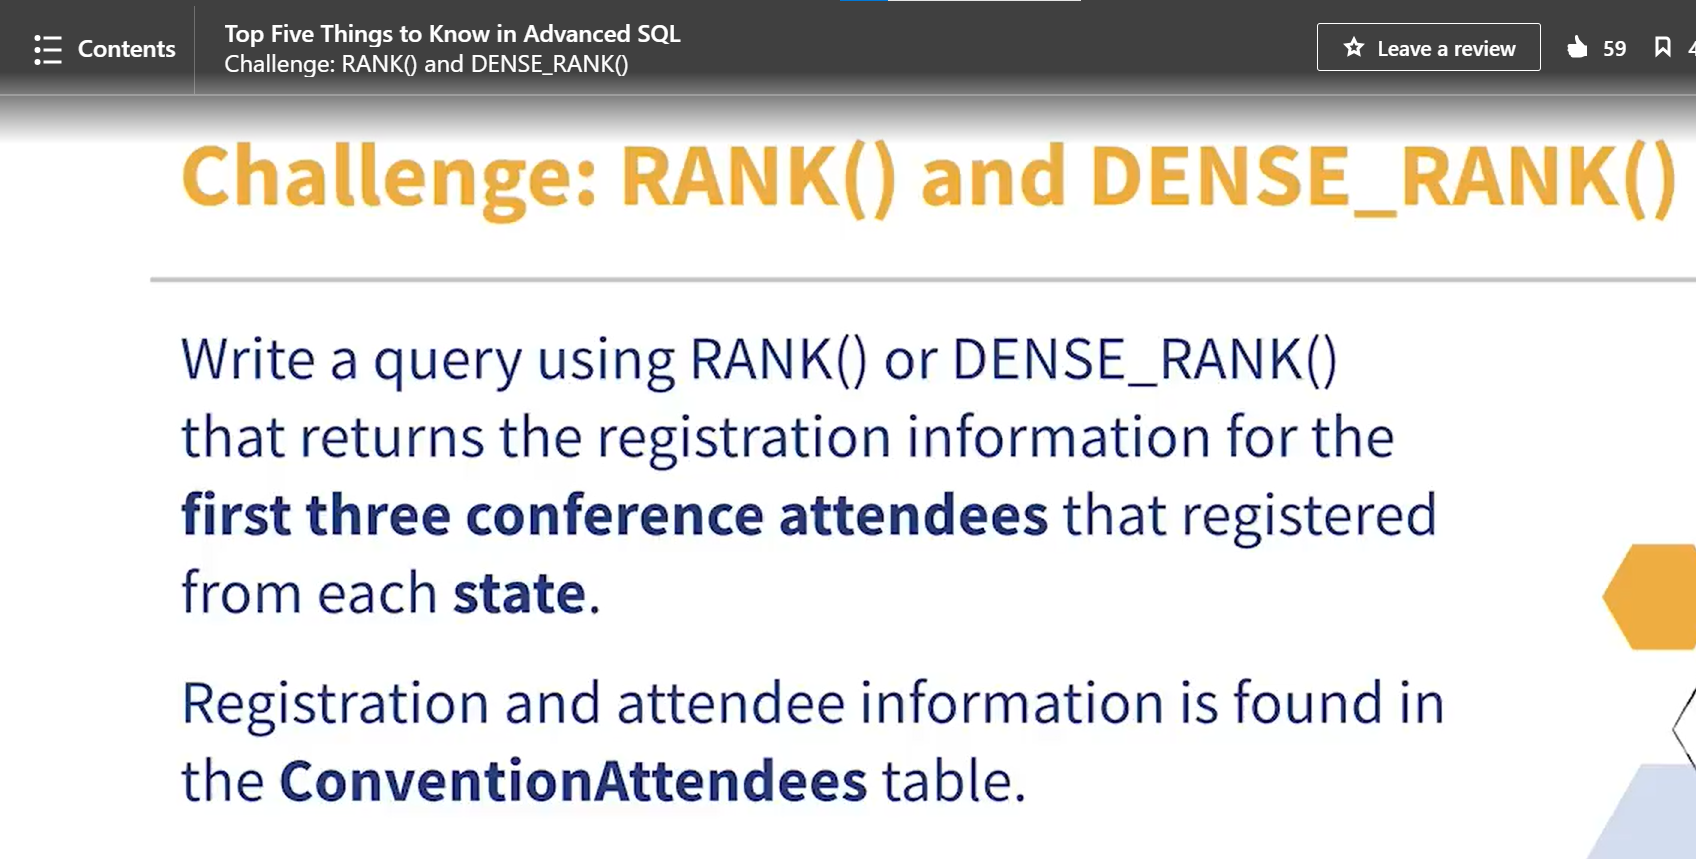 Contents
Top Five Things to Know in Advanced SQL
Challenge: RANK() and DENSE_RANK()
Leave a review
59
Challenge: RANK() and DENSE_RANK()
Write a query using RANK() or DENSE_RANK()
that returns the registration information for the
first three conference attendees that registered
from each state.
Registration and attendee information is found in
the ConventionAttendees table.